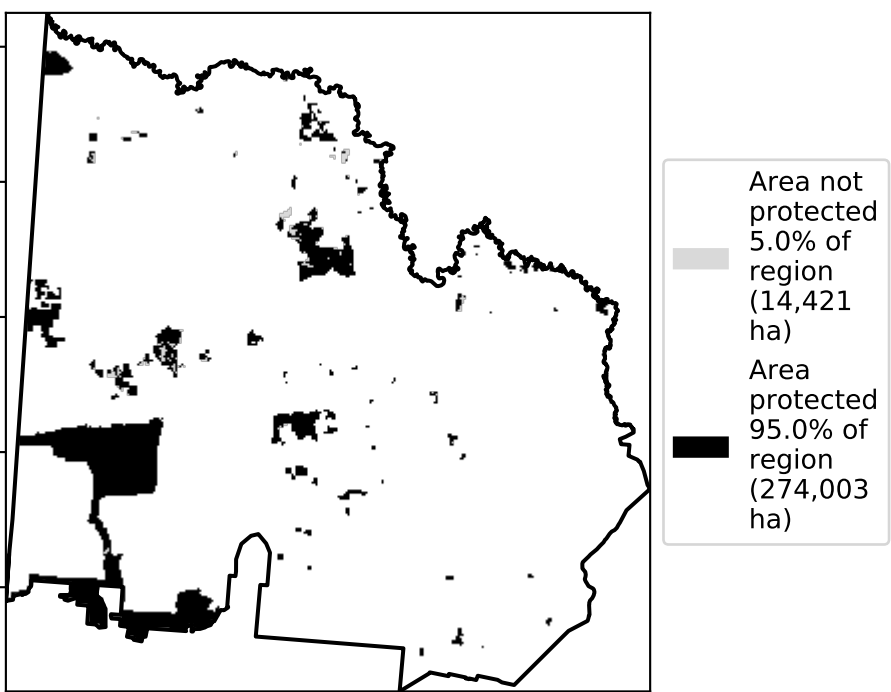 Area not
protected
5.0% of
region
(14,421
ha)
Area
protected
95.0% of
region
(274,003
ha)